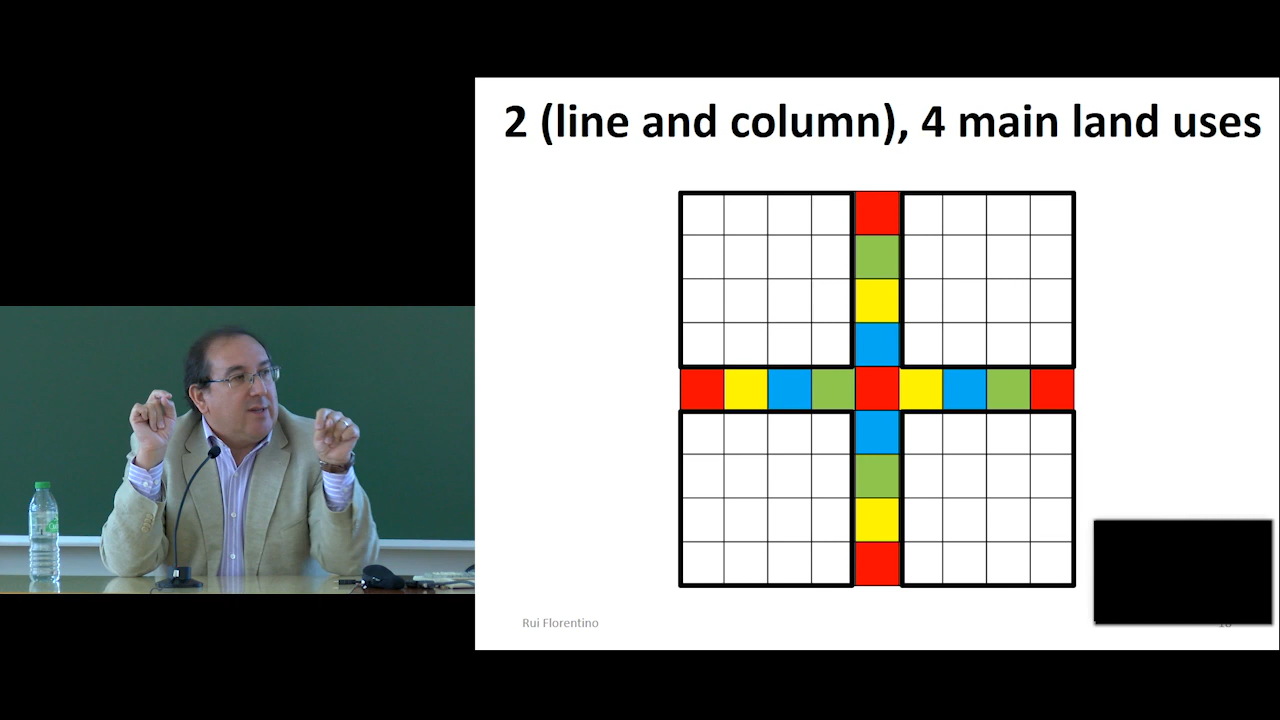 2 (line and column), 4 main land uses
Rui Florentino